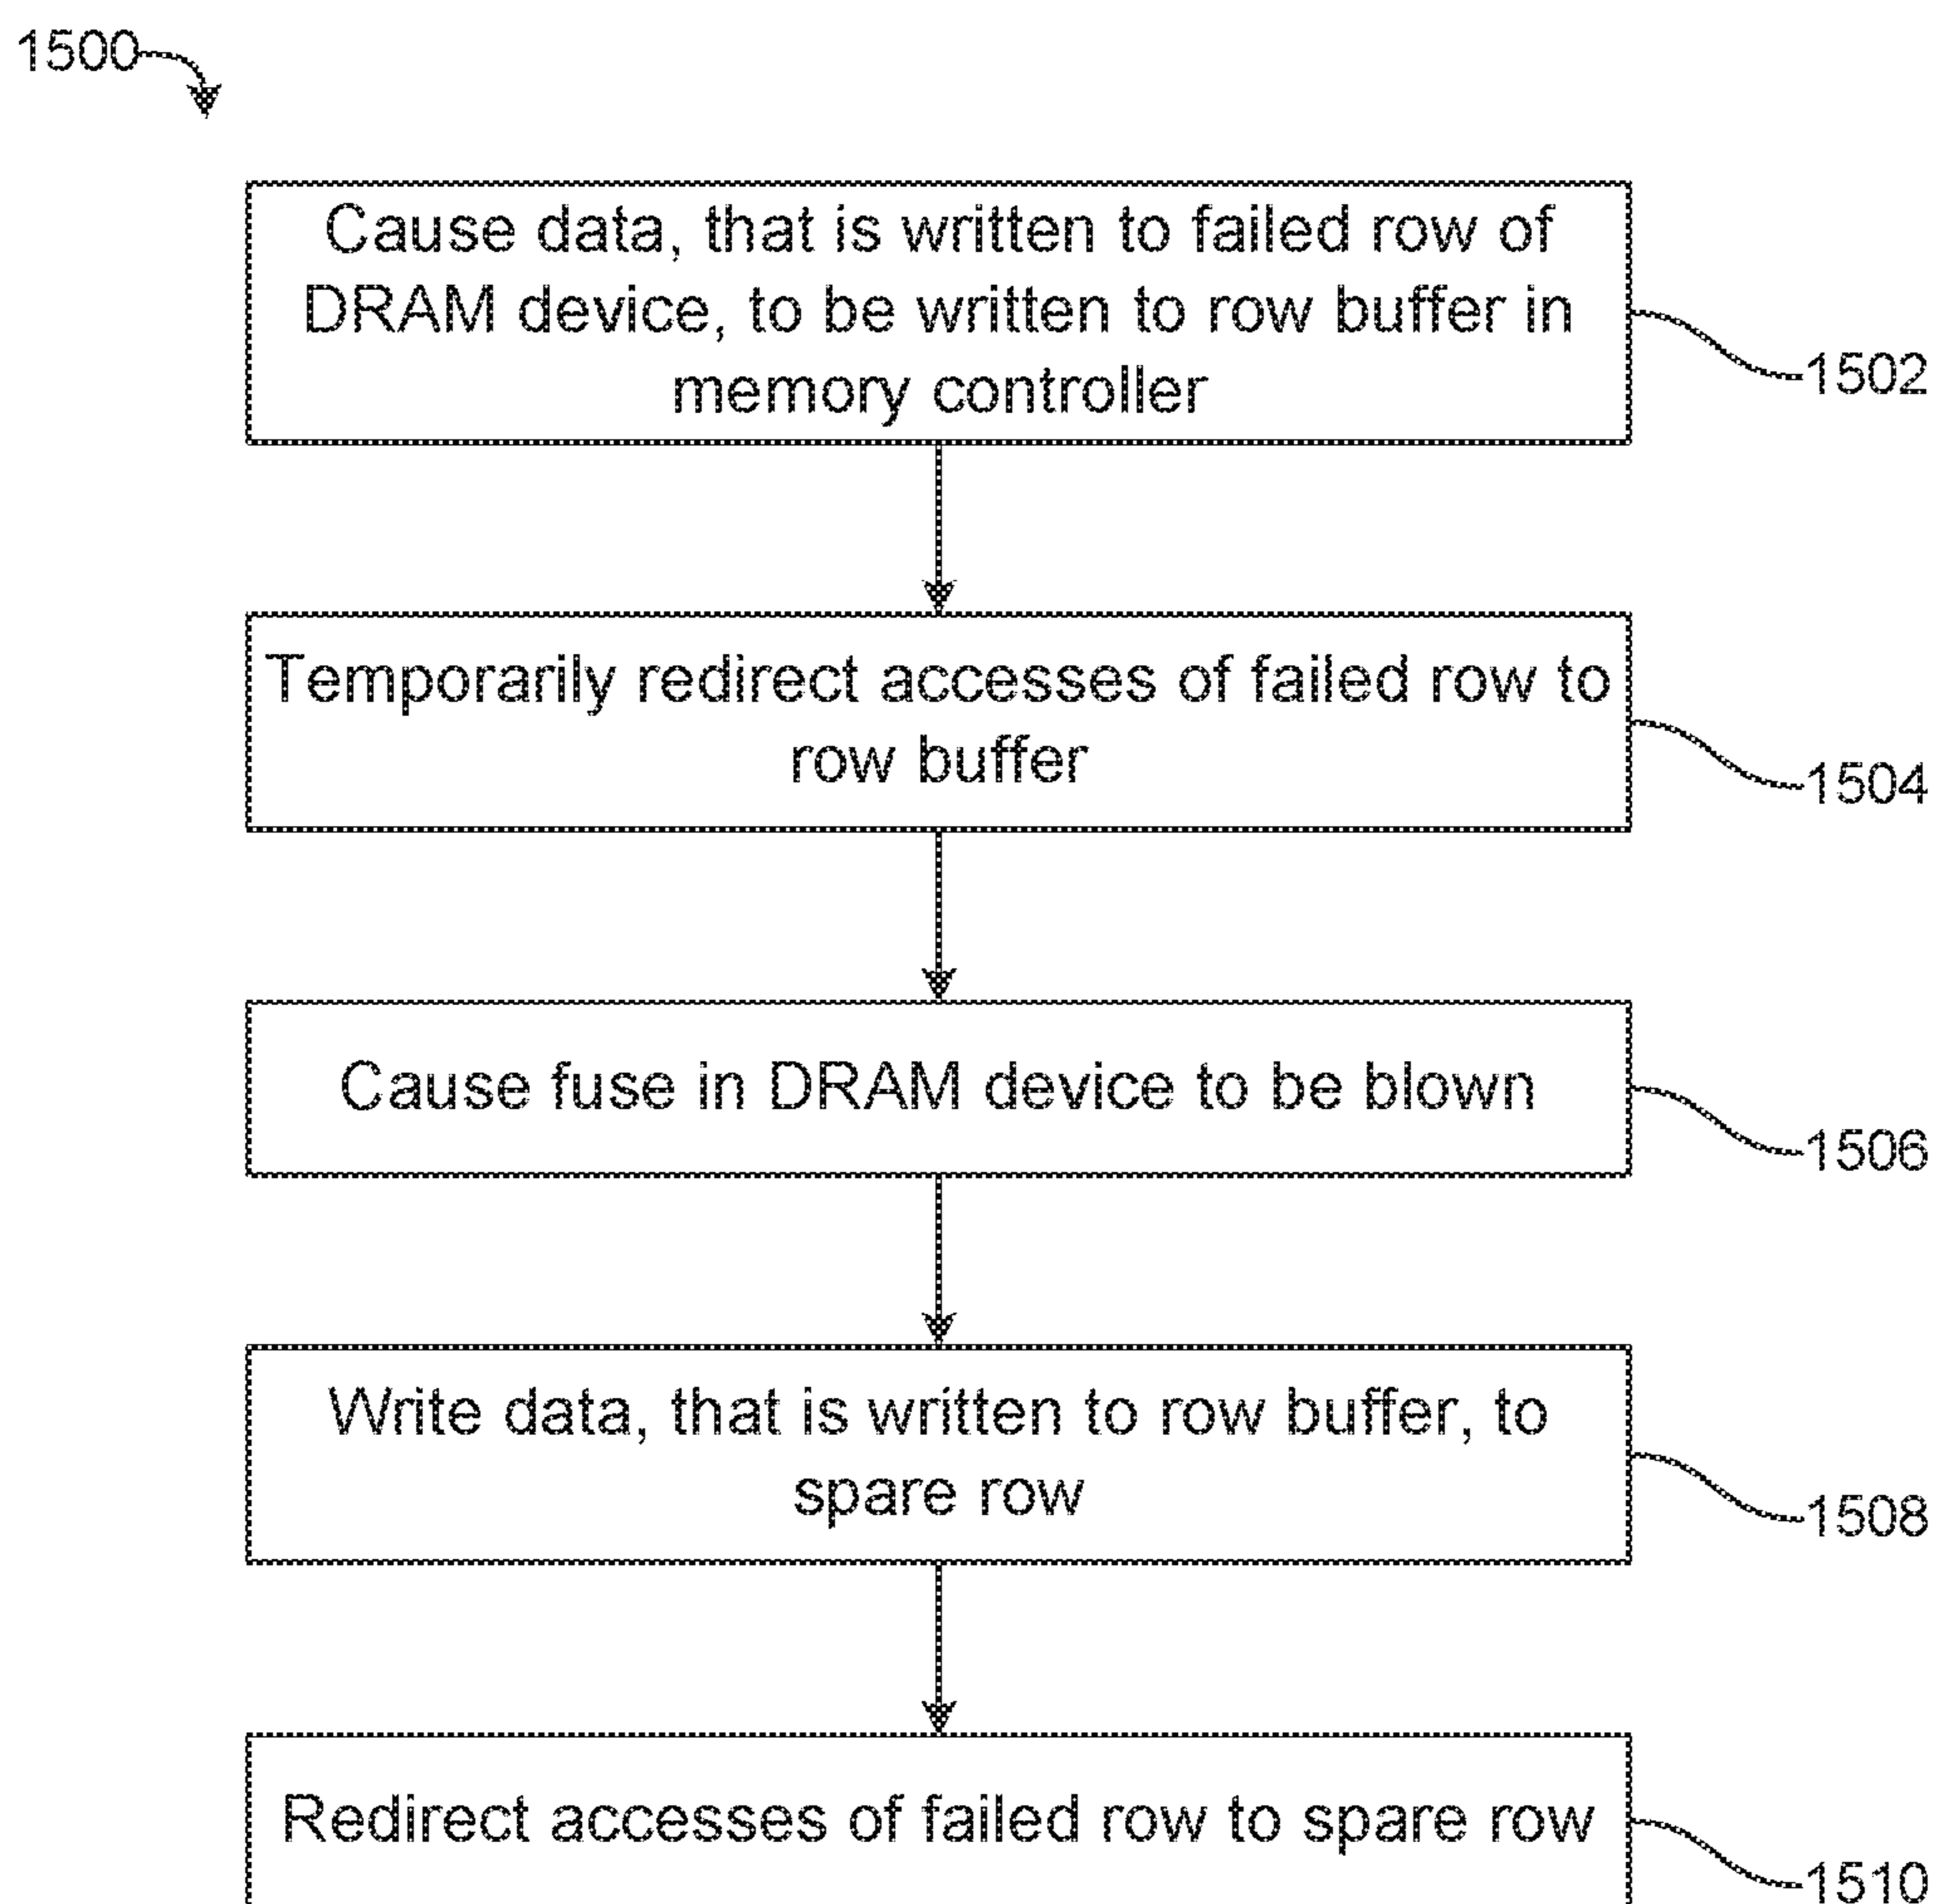 1500
Cause data, that is written to failed row of
DRAM device, to be written to row buffer in
memory controller
1502
Temporarily redirect accesses of failed row to
row buffer
1504
Cause fuse in DRAM device to be blown
1506
Write data, that is written to row buffer, to
spare row
1508
Redirect accesses of failed row to spare row
1510